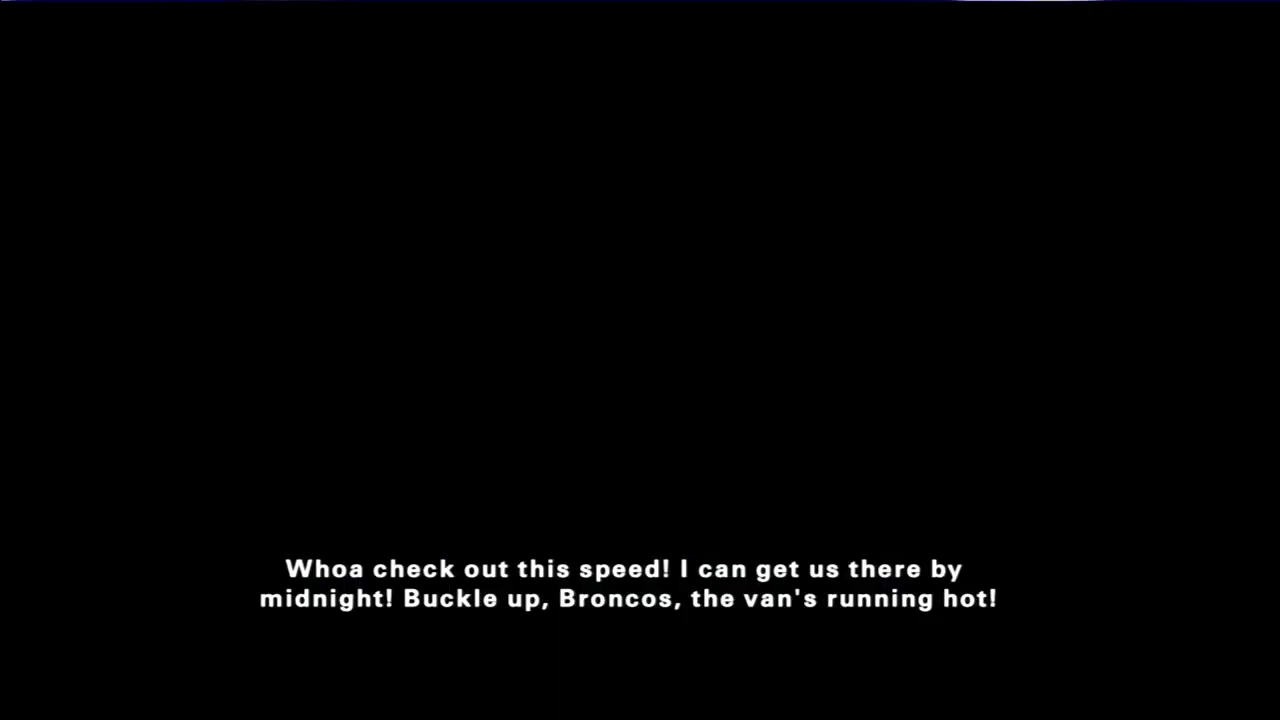 Whoa check out this speed! I can get us there by
midnight! Buckle up, Broncos, the van's running hot!